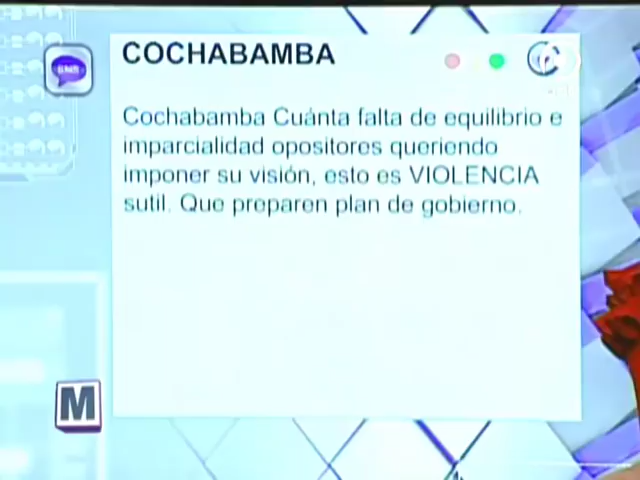 COCHABAMBA
SMS
Cochabamba Cuánta falta de equilibrio e
imparcialidad opositores queriendo
imponer su visión, esto es VIOLENCIA
sutil. Que preparen plan de gobierno.
M